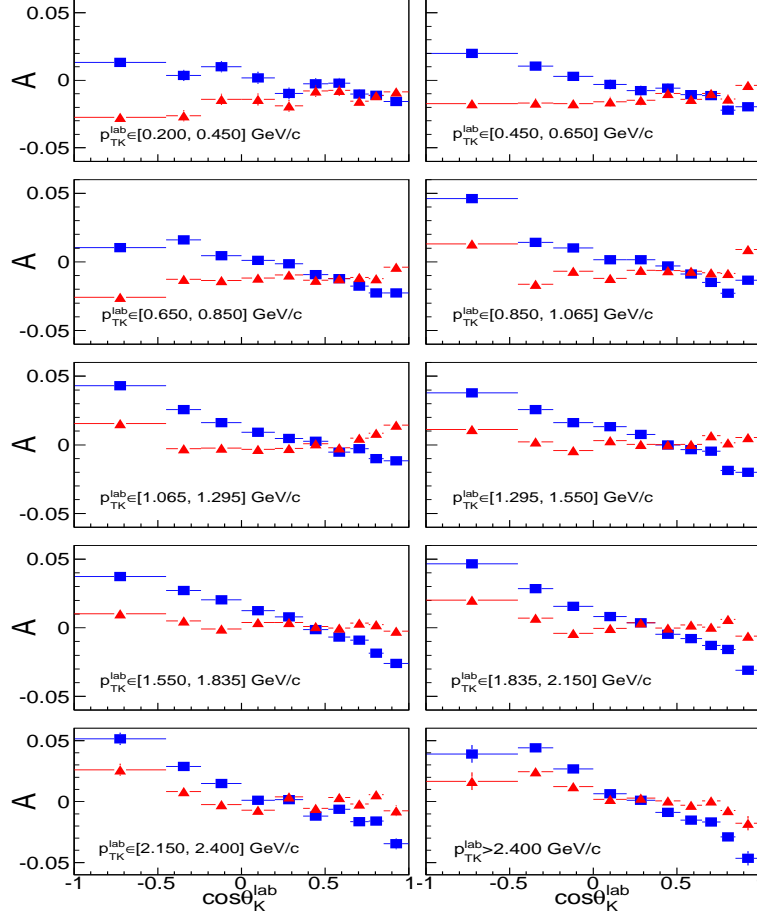 0.05
A
0
-0.05
p_TK^lab∈[0.200, 0.450] GeV/c
p_TK^lab∈[0.450, 0.650] GeV/c
0.05
A
0
-0.05
p_TK^lab∈[0.650, 0.850] GeV/c
p_TK^lab∈[0.850, 1.065] GeV/c
0.05
A
0
-0.05
p_TK^lab∈[1.065, 1.295] GeV/c
p_TK^lab∈[1.295, 1.550] GeV/c
0.05
A
0
-0.05
p_TK^lab∈[1.550, 1.835] GeV/c
p_TK^lab∈[1.835, 2.150] GeV/c
0.05
A
0
-0.05
p_TK^lab∈[2.150, 2.400] GeV/c
p_TK^lab>2.400 GeV/c
-1 -0.5 0 0.5 1
-1 -0.5 0 0.5 1
cosθ_K^lab
cosθ_K^lab